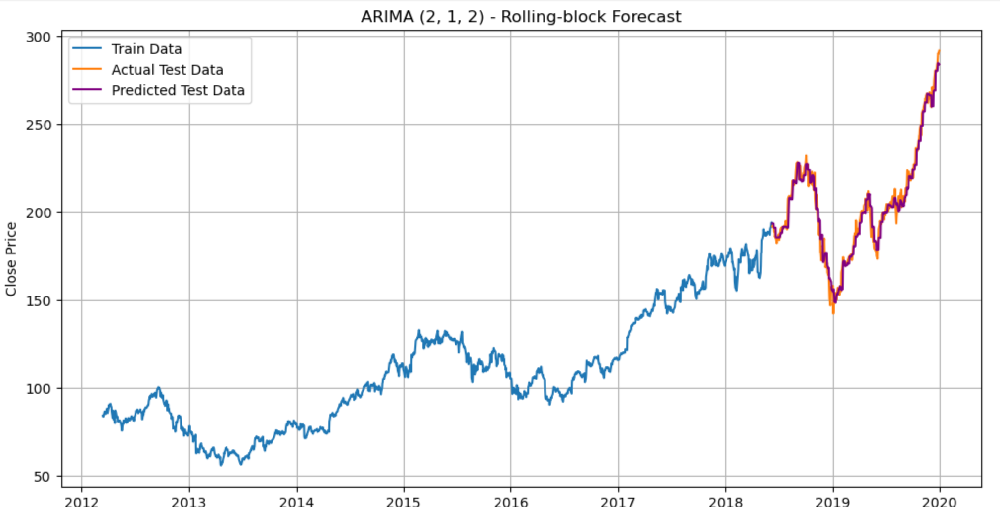 ARIMA (2, 1, 2) - Rolling-block Forecast
300
250
200
150
100
50
Close Price
Train Data
Actual Test Data
Predicted Test Data
2012 2013 2014 2015 2016 2017 2018 2019 2020